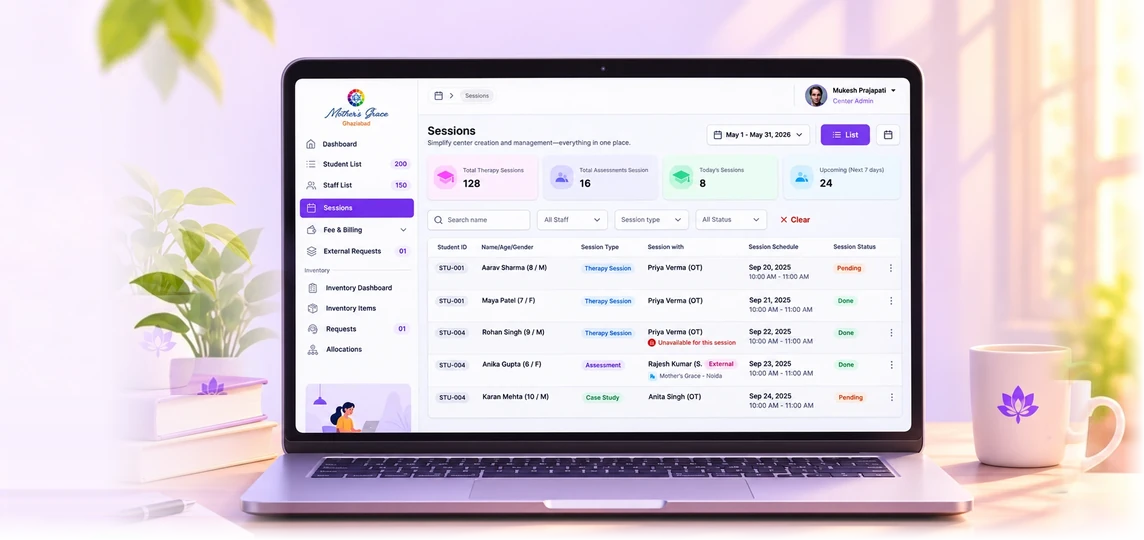 Mother's Grace
Ghaziabad
Dashboard
Student List 200
Staff List 150
Sessions
Fee & Billing
External Requests 01
Inventory
Inventory Dashboard
Inventory Items
Requests 01
Allocations
Sessions
Mukesh Prajapati
Center Admin
Sessions
Simplify center creation and management—everything in one place.
May 1 - May 31, 2026
List
Total Therapy Sessions
128
Total Assessments Session
16
Today's Sessions
8
Upcoming (Next 7 days)
24
Search name
All Staff
Session type
All Status
Clear
Student ID Name/Age/Gender Session Type Session with Session Schedule Session Status
STU-001 Aarav Sharma (8 / M) Therapy Session Priya Verma (OT) Sep 20, 2025 Pending
10:00 AM - 11:00 AM
STU-001 Maya Patel (7 / F) Therapy Session Priya Verma (OT) Sep 21, 2025 Done
10:00 AM - 11:00 AM
STU-004 Rohan Singh (9 / M) Therapy Session Priya Verma (OT) Sep 22, 2025 Done
Unavailable for this session 10:00 AM - 11:00 AM
STU-004 Anika Gupta (6 / F) Assessment Rajesh Kumar (S. External Sep 23, 2025 Done
Mother's Grace - Noida 10:00 AM - 11:00 AM
STU-004 Karan Mehta (10 / M) Case Study Anita Singh (OT) Sep 24, 2025 Pending
10:00 AM - 11:00 AM